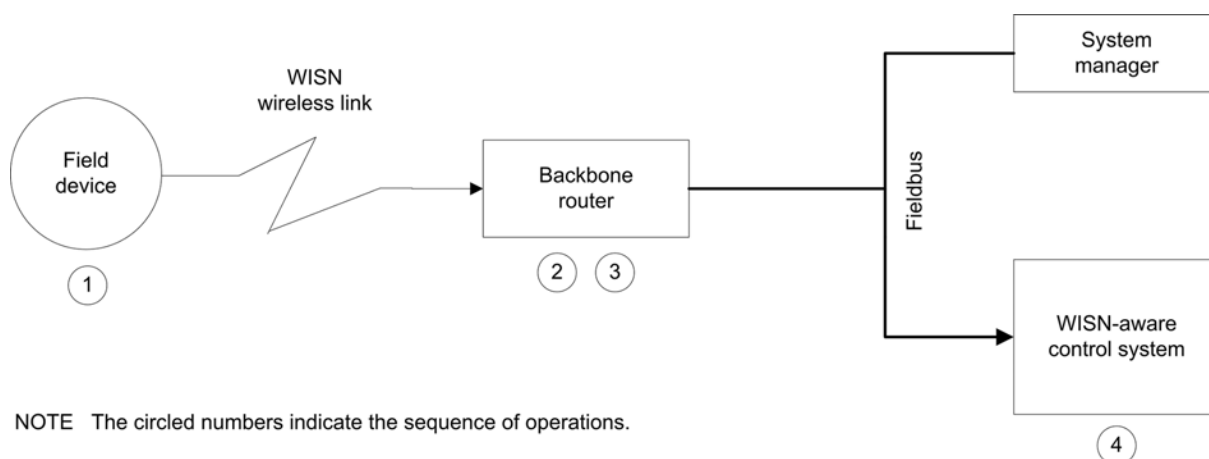 System
manager
WISN
wireless link
Field
device
Backbone
router
Fieldbus
1
2
3
WISN-aware
control system
NOTE The circled numbers indicate the sequence of operations.
4